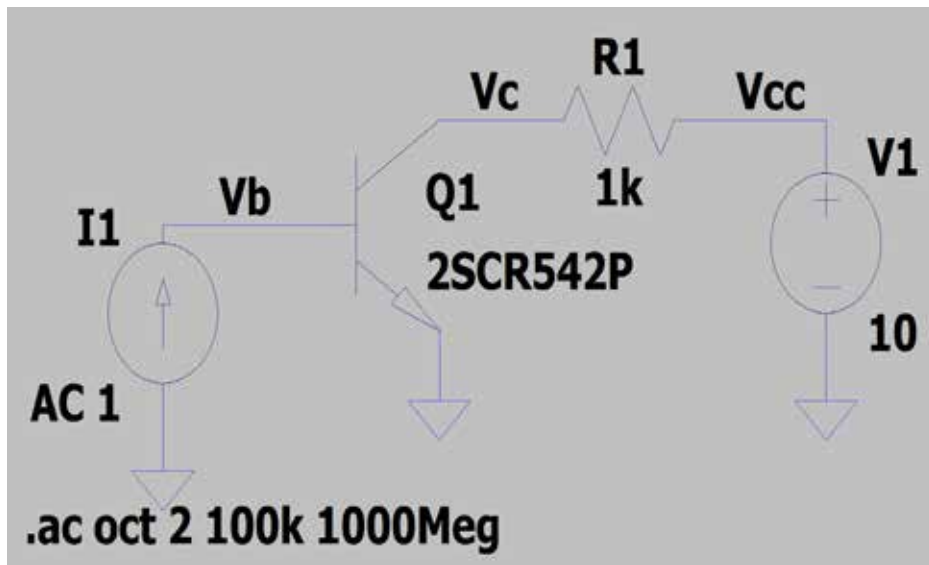 R1
Vc
Vcc
V1
Vb
Q1
1k
I1
2SCR542P
10
AC 1
.ac oct 2 100k 1000Meg